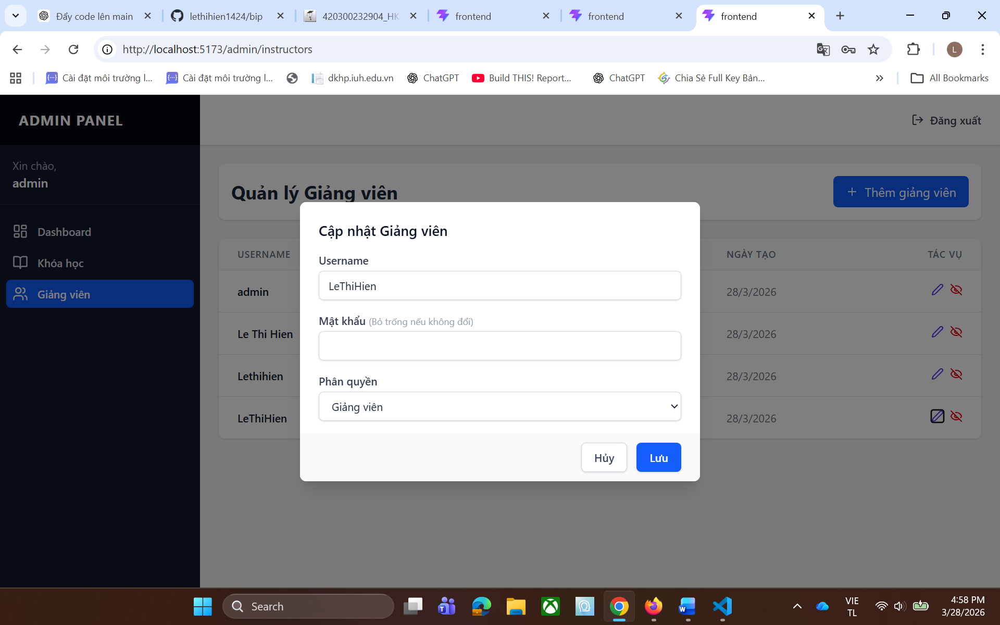 Đẩy code lên main
lethihien1424/bip
420300232904_HK
frontend
frontend
frontend
http://localhost:5173/admin/instructors
L
Cài đặt môi trường l...
Cài đặt môi trường l...
dkhp.iuh.edu.vn
ChatGPT
Build THIS! Report...
ChatGPT
Chia Sẻ Full Key Bản...
All Bookmarks
ADMIN PANEL
Đăng xuất
Xin chào,
admin
Dashboard
Khóa học
Giảng viên
Quản lý Giảng viên
+ Thêm giảng viên
USERNAME NGÀY TẠO TÁC VỤ
admin 28/3/2026
Le Thi Hien 28/3/2026
Lethihien 28/3/2026
LeThiHien 28/3/2026
Cập nhật Giảng viên
Username
LeThiHien
Mật khẩu (Bỏ trống nếu không đổi)
Phân quyền
Giảng viên
Hủy
Lưu
Search
VIE
TL
4:58 PM
3/28/2026